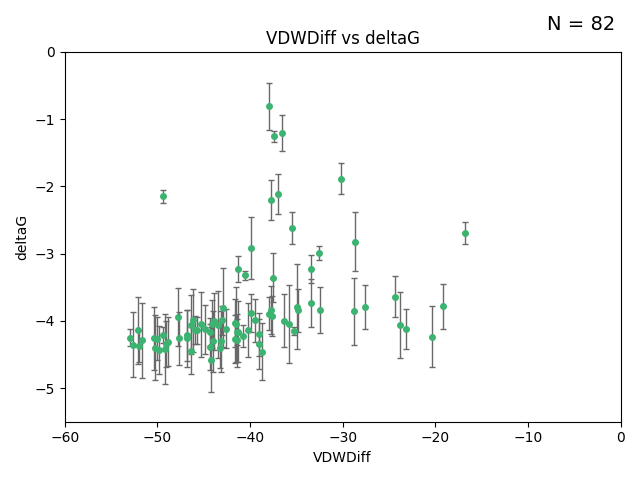 N = 82
VDWDiff vs deltaG
0
−1
−2
−3
−4
−5
deltaG
−60 −50 −40 −30 −20 −10 0
VDWDiff